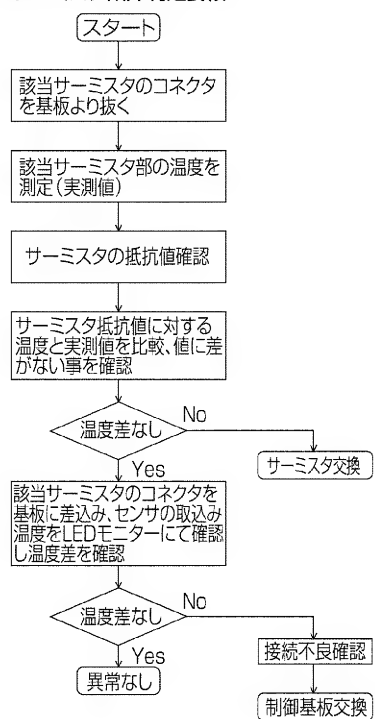 スタート
該当サーミスタのコネクタ
を基板より抜く
該当サーミスタ部の温度を
測定(実測値)
サーミスタの抵抗値確認
サーミスタ抵抗値に対する
温度と実測値を比較、値に差
がない事を確認
温度差なし
No
サーミスタ交換
Yes
該当サーミスタのコネクタを
基板に差込み、センサの取込み
温度をLEDモニターにて確認
し温度差を確認
温度差なし
No
接続不良確認
制御基板交換
Yes
異常なし